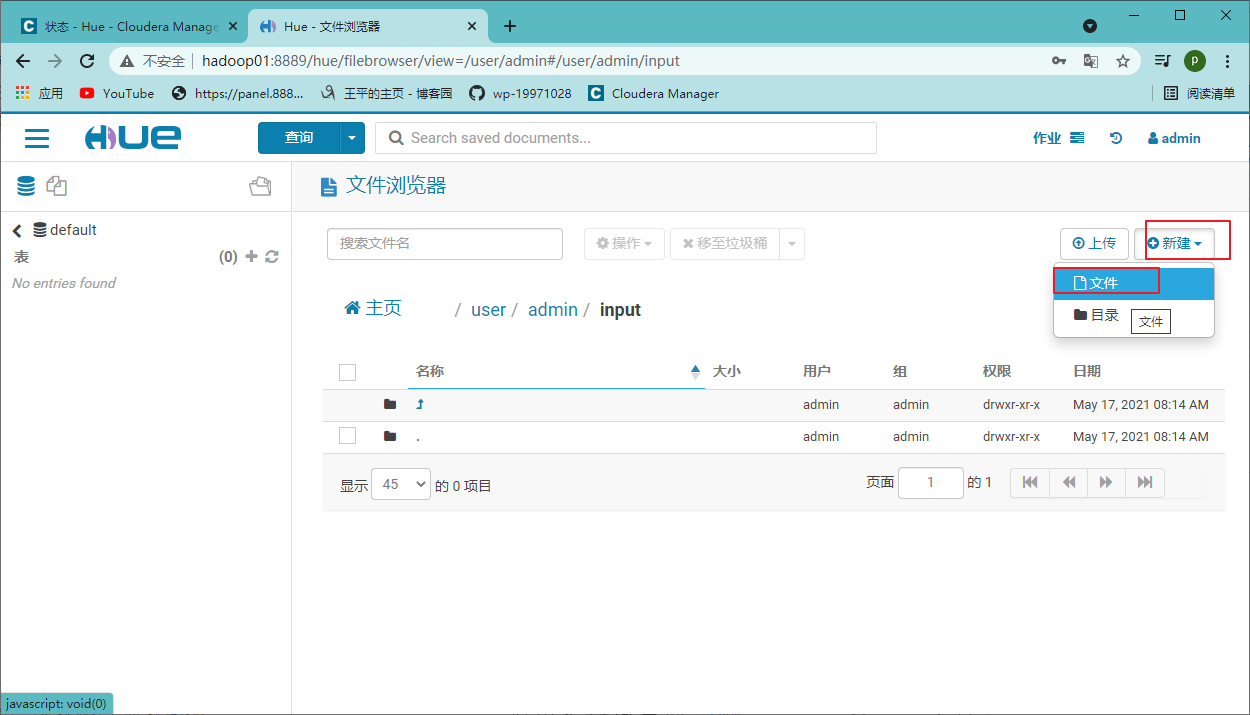 状态 - Hue - Cloudera Manage
Hue - 文件浏览器
不安全 hadoop01:8889/hue/filebrowser/view=/user/admin#/user/admin/input
P
应用 YouTube https://panel.888... 王平的主页 - 博客园 wp-19971028 Cloudera Manager 阅读清单
HUE 查询 Search saved documents... 作业 admin
文件浏览器
default
表 (0)
No entries found
搜索文件名 操作 移至垃圾桶 上传 新建
文件
目录
文件
主页 / user / admin / input
名称 大小 用户 组 权限 日期
admin admin drwxr-xr-x May 17, 2021 08:14 AM
. admin admin drwxr-xr-x May 17, 2021 08:14 AM
显示 45 的 0 项目 页面 1 的 1
javascript: void(0)